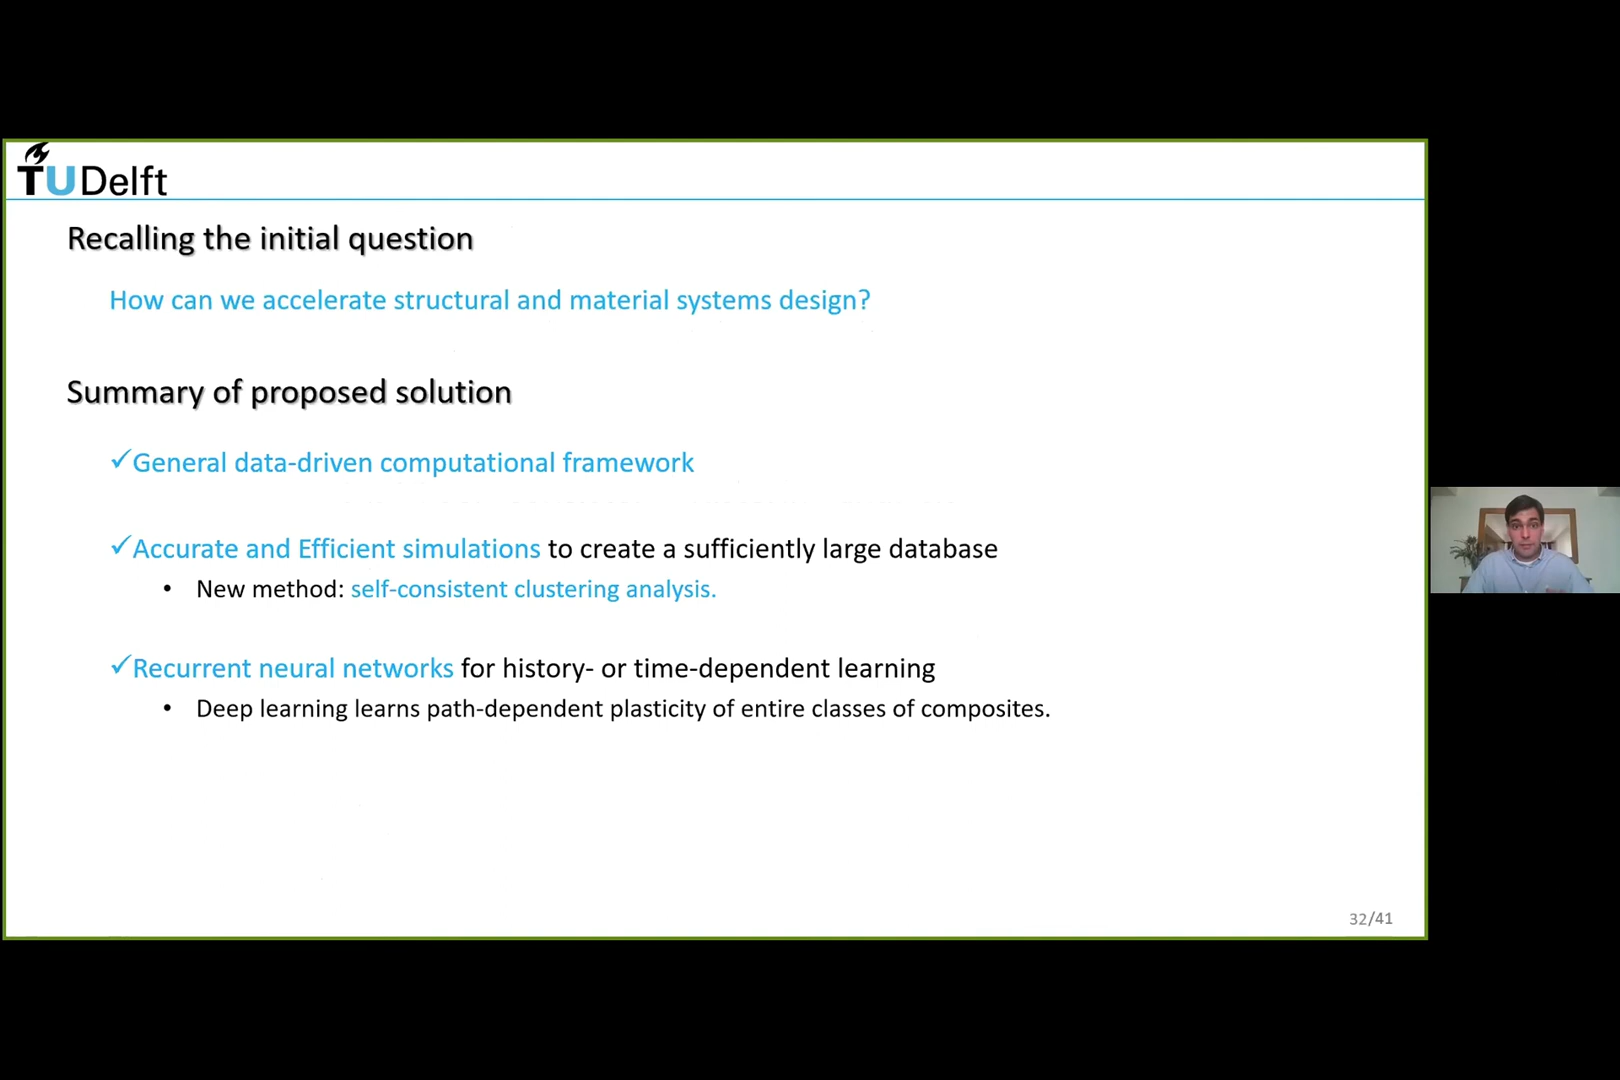 TU Delft
Recalling the initial question
How can we accelerate structural and material systems design?
Summary of proposed solution
✓General data-driven computational framework
✓Accurate and Efficient simulations to create a sufficiently large database
• New method: self-consistent clustering analysis.
✓Recurrent neural networks for history- or time-dependent learning
• Deep learning learns path-dependent plasticity of entire classes of composites.
32/41